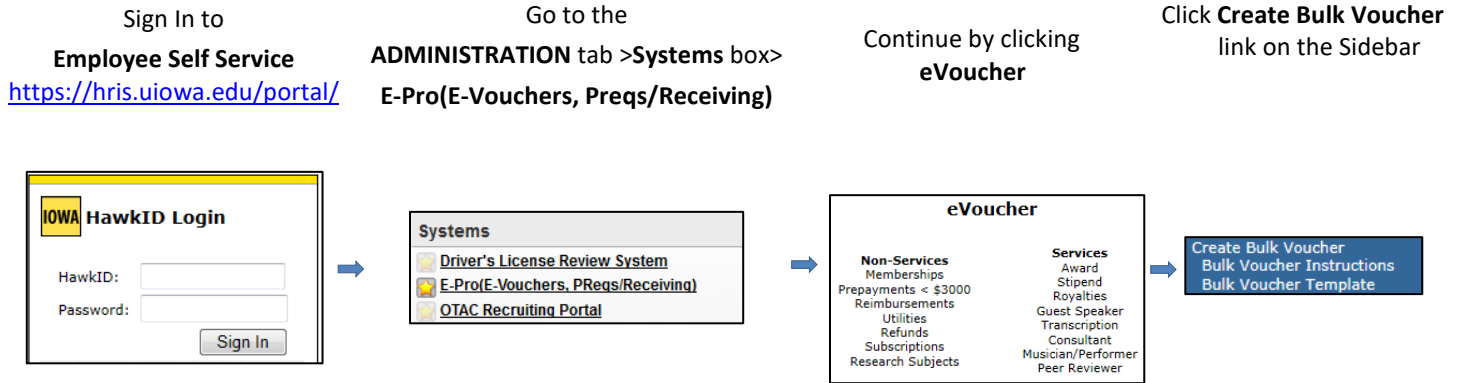 Sign In to
Employee Self Service
https://hris.uiowa.edu/portal/
Go to the
ADMINISTRATION tab >Systems box>
E-Pro(E-Vouchers, Preqs/Receiving)
Continue by clicking
eVoucher
Click Create Bulk Voucher
link on the Sidebar
IOWA HawkID Login
HawkID:
Password:
Sign In
Systems
Driver's License Review System
E-Pro(E-Vouchers, PReqs/Receiving)
OTAC Recruiting Portal
eVoucher
Non-Services
Memberships
Prepayments < $3000
Reimbursements
Utilities
Refunds
Subscriptions
Research Subjects
Services
Award
Stipend
Royalties
Guest Speaker
Transcription
Consultant
Musician/Performer
Peer Reviewer
Create Bulk Voucher
Bulk Voucher Instructions
Bulk Voucher Template